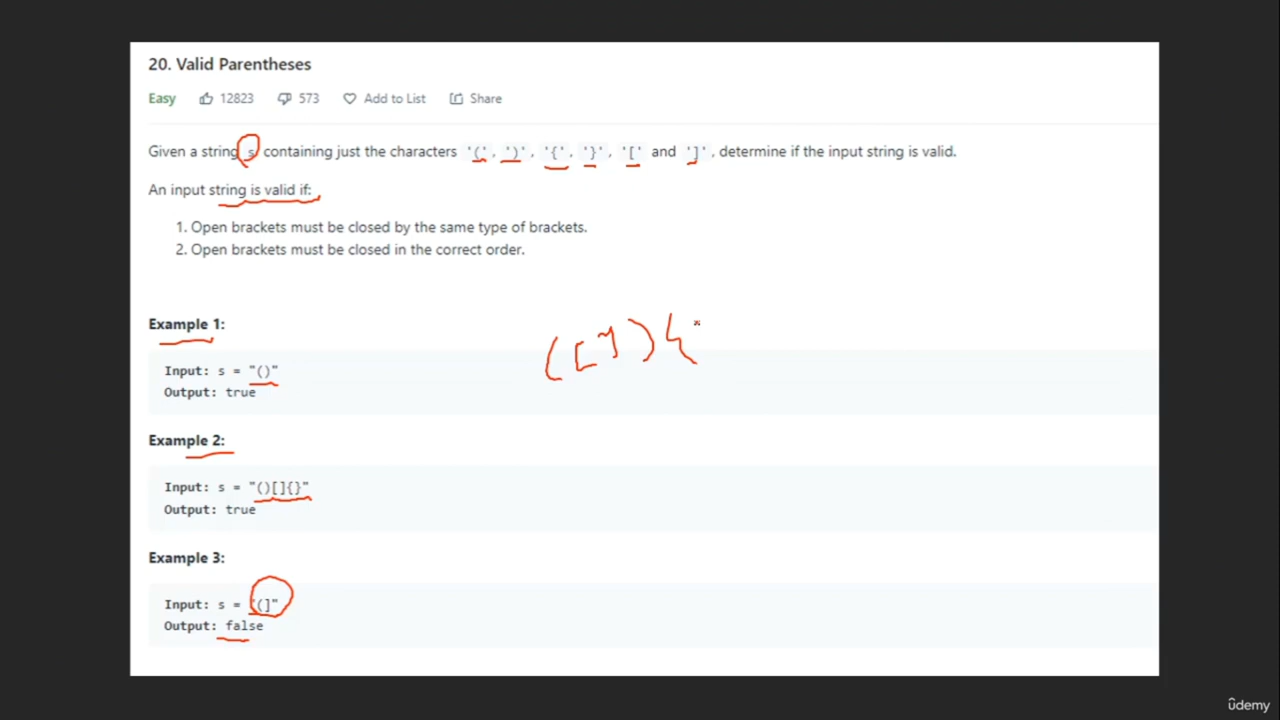 20. Valid Parentheses
Easy 12823 573 Add to List Share
Given a string s containing just the characters '(', ')', '{', '}', '[' and ']', determine if the input string is valid.
An input string is valid if:
1. Open brackets must be closed by the same type of brackets.
2. Open brackets must be closed in the correct order.
Example 1:
([]){
Input: s = "()"
Output: true
Example 2:
Input: s = "()[]{}"
Output: true
Example 3:
Input: s = "(]"
Output: false
ûdemy